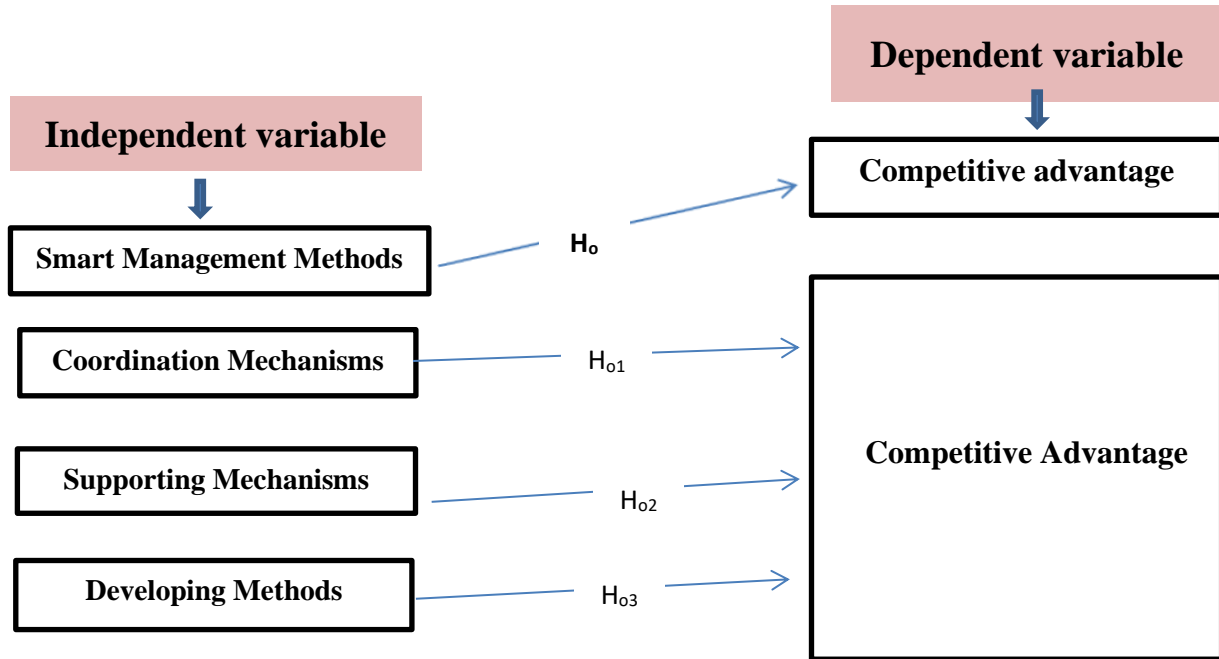 Dependent variable
Independent variable
Competitive advantage
Smart Management Methods
Hₒ
Coordination Mechanisms
Hₒ₁
Competitive Advantage
Supporting Mechanisms
Hₒ₂
Developing Methods
Hₒ₃